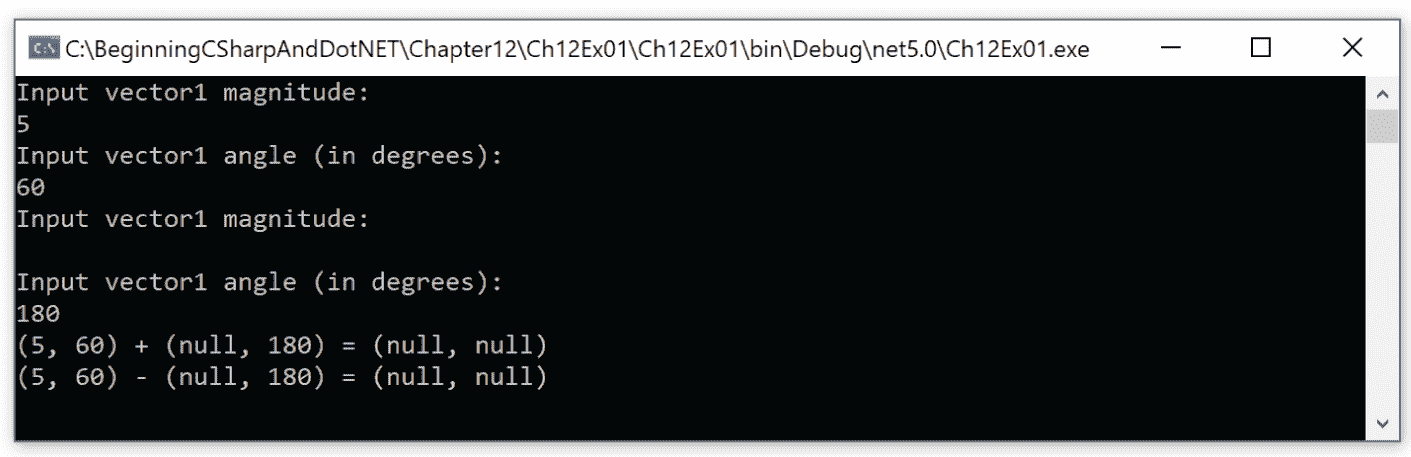 C:\BeginningCSharpAndDotNET\Chapter12\Ch12Ex01\Ch12Ex01\bin\Debug\net5.0\Ch12Ex01.exe
Input vector1 magnitude:
5
Input vector1 angle (in degrees):
60
Input vector1 magnitude:
Input vector1 angle (in degrees):
180
(5, 60) + (null, 180) = (null, null)
(5, 60) - (null, 180) = (null, null)